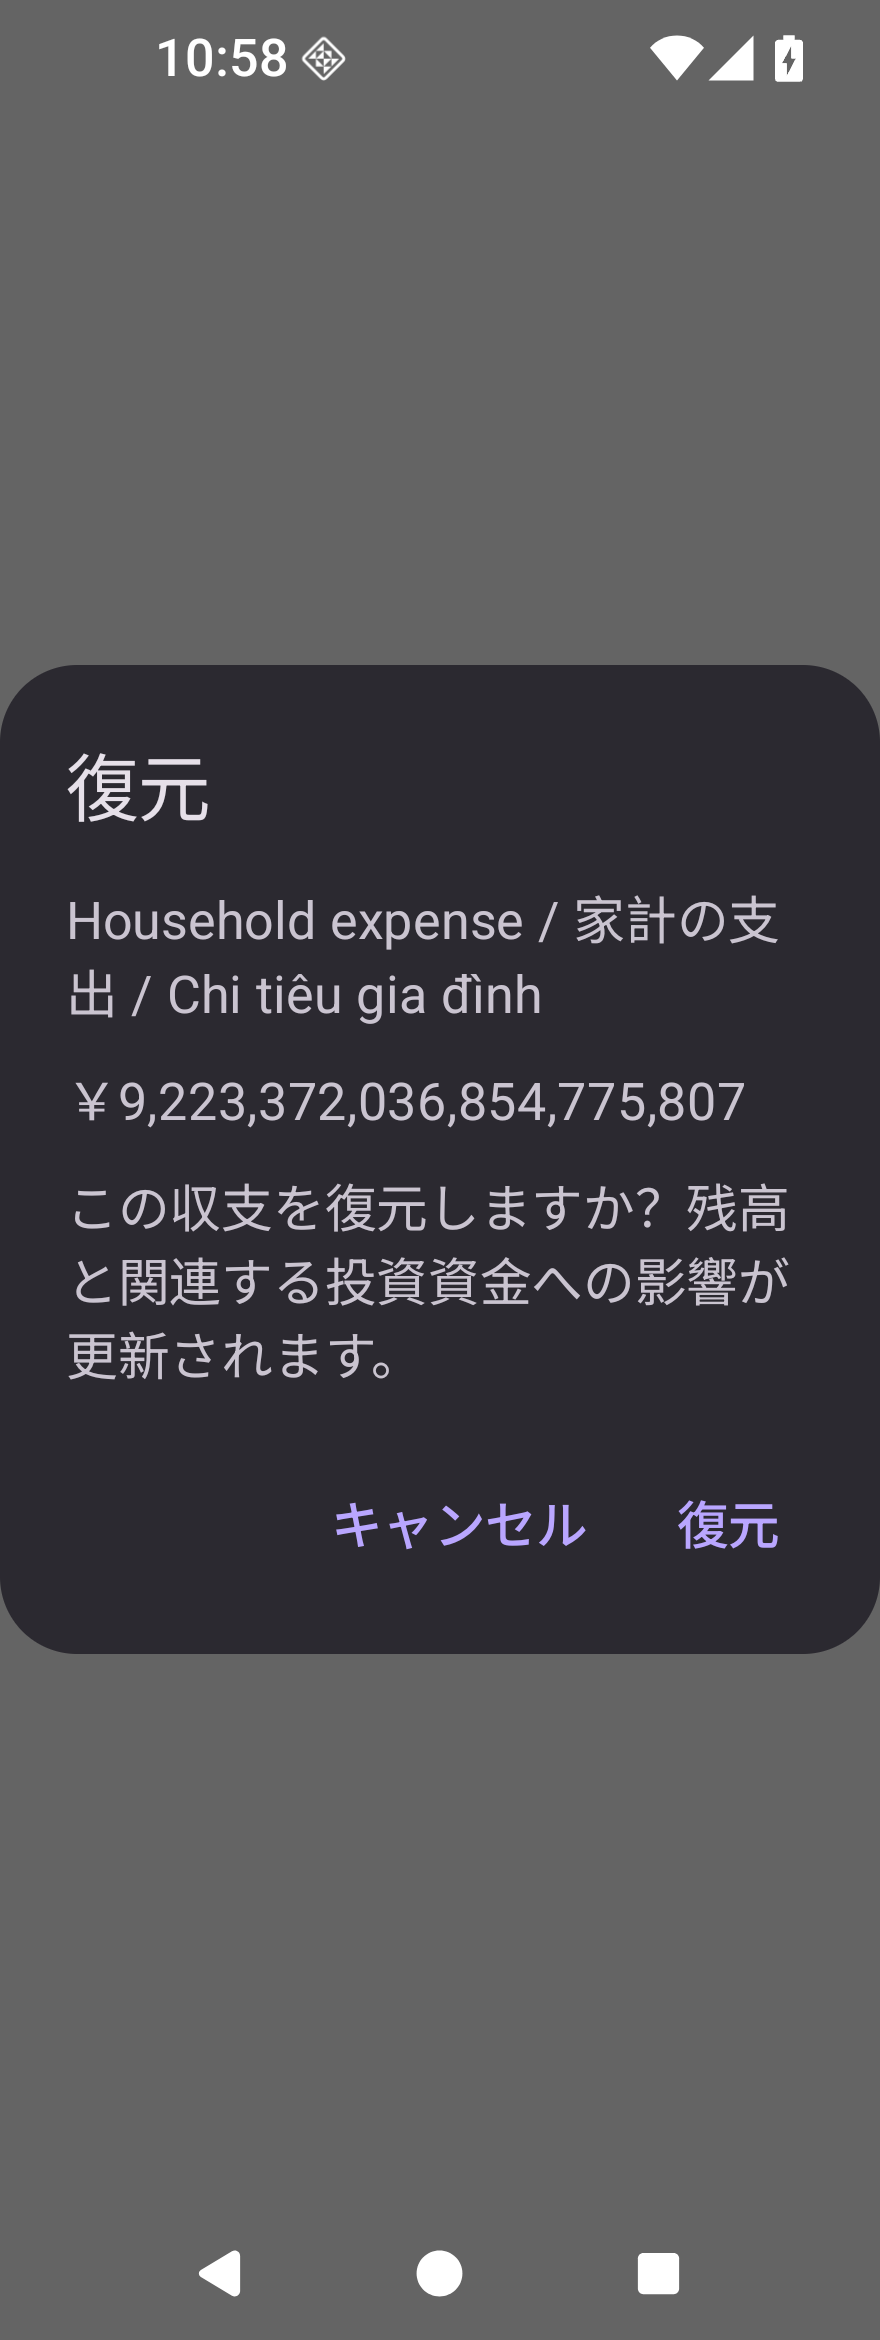 10:58
復元
Household expense / 家計の支
出 / Chi tiêu gia đình
￥9,223,372,036,854,775,807
この収支を復元しますか？残高
と関連する投資資金への影響が
更新されます。
キャンセル 復元